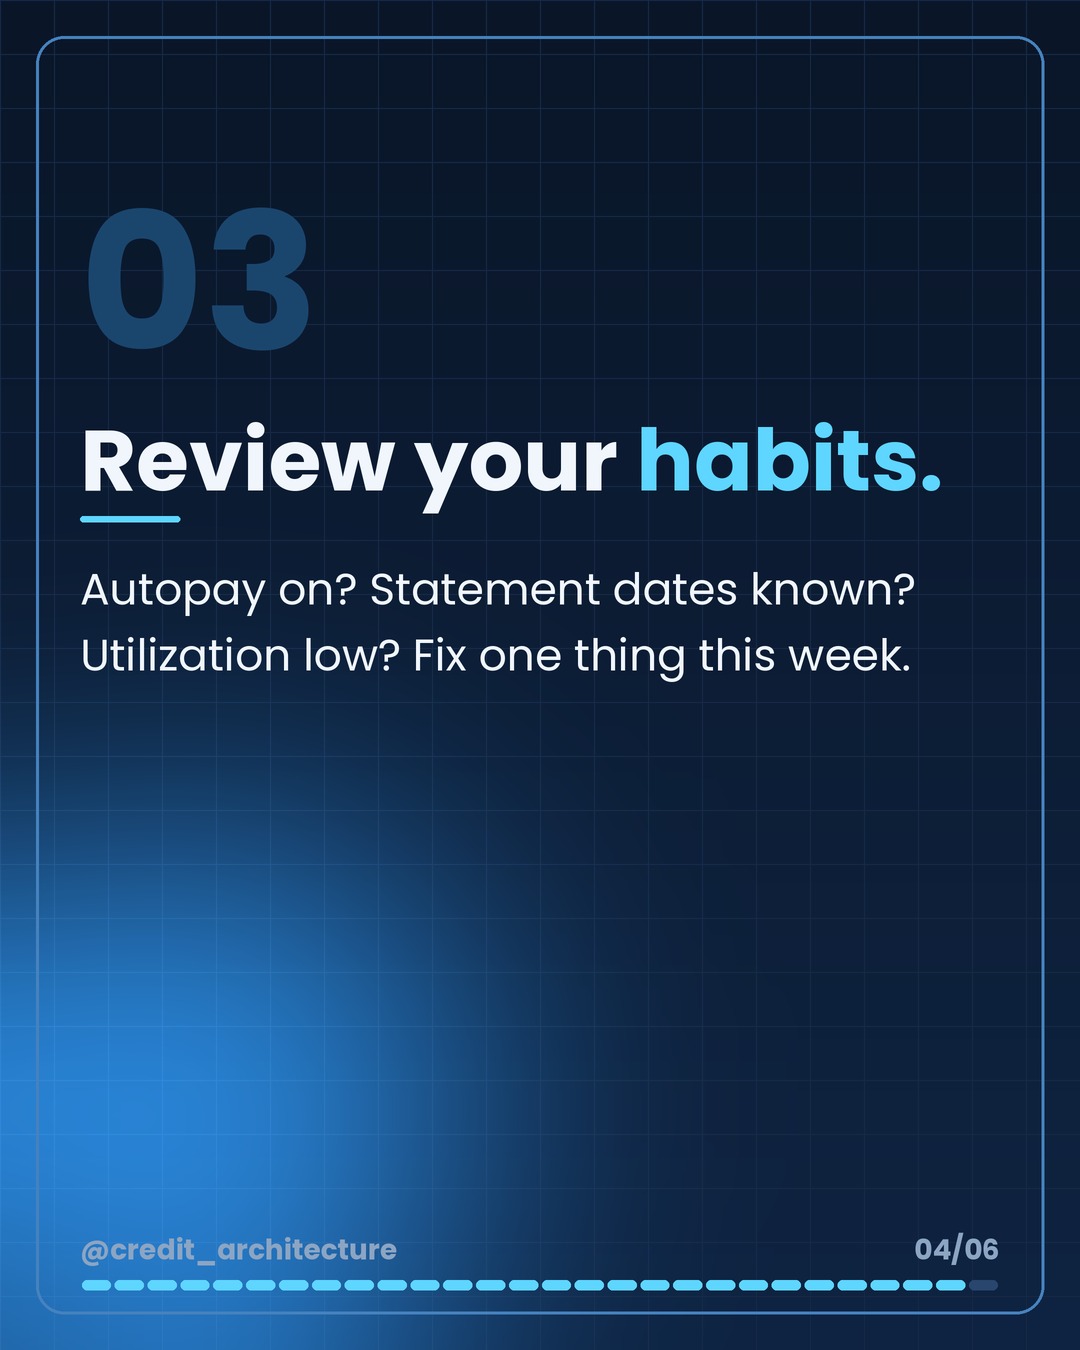 03
Review your habits.
Autopay on? Statement dates known?
Utilization low? Fix one thing this week.
@credit_architecture
04/06